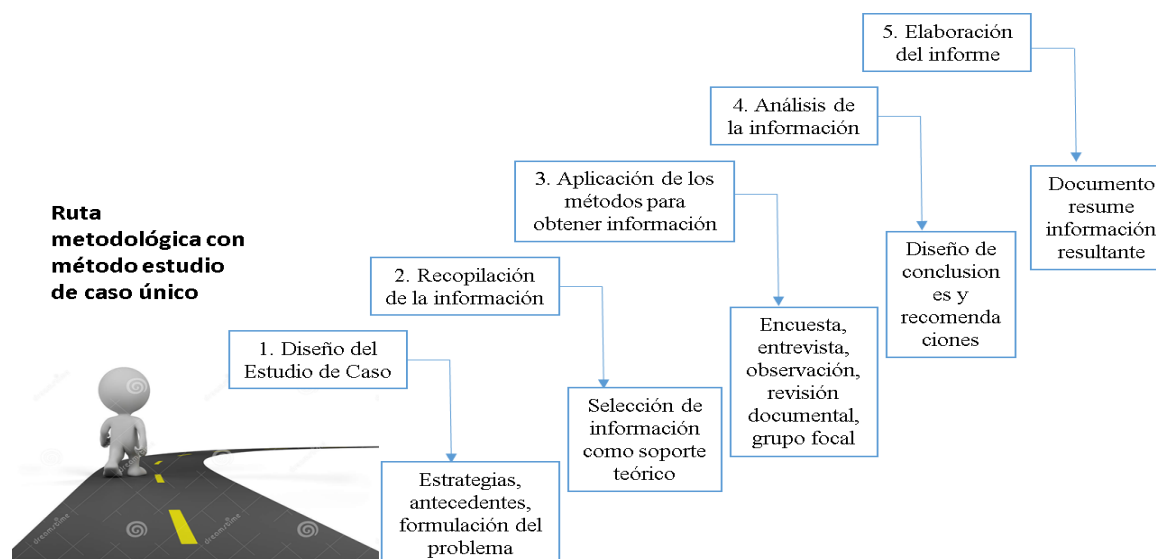 Ruta
metodológica con
método estudio
de caso único
1. Diseño del
Estudio de Caso
Estrategias,
antecedentes,
formulación del
problema
2. Recopilación
de la información
Selección de
información
como soporte
teórico
3. Aplicación de los
métodos para
obtener información
Encuesta,
entrevista,
observación,
revisión
documental,
grupo focal
4. Análisis de
la información
Diseño de
conclusion
es y
recomenda
ciones
5. Elaboración
del informe
Documento
resume
información
resultante
dreamstime
dreamstime